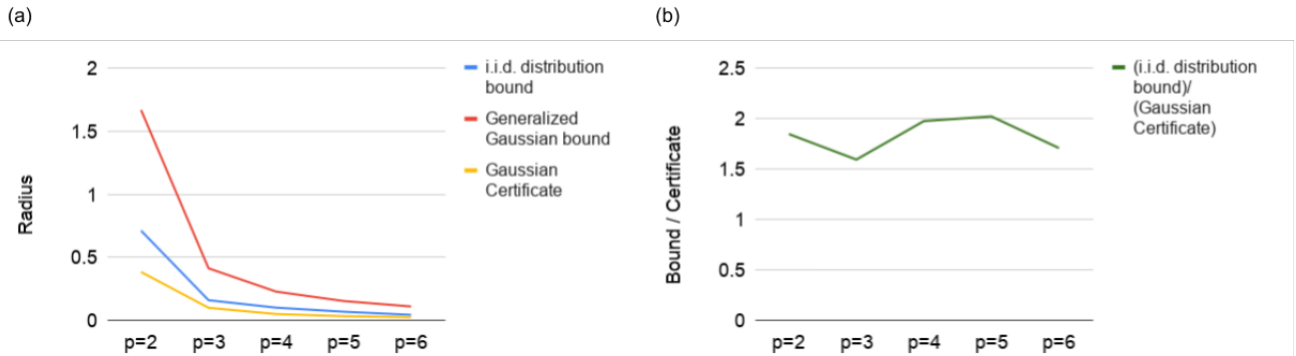 (a)
(b)
2
1.5
1
0.5
0
Radius
p=2 p=3 p=4 p=5 p=6
i.i.d. distribution
bound
Generalized
Gaussian bound
Gaussian
Certificate
2.5
2
1.5
1
0.5
0
Bound / Certificate
p=2 p=3 p=4 p=5 p=6
(i.i.d. distribution
bound)/
(Gaussian
Certificate)